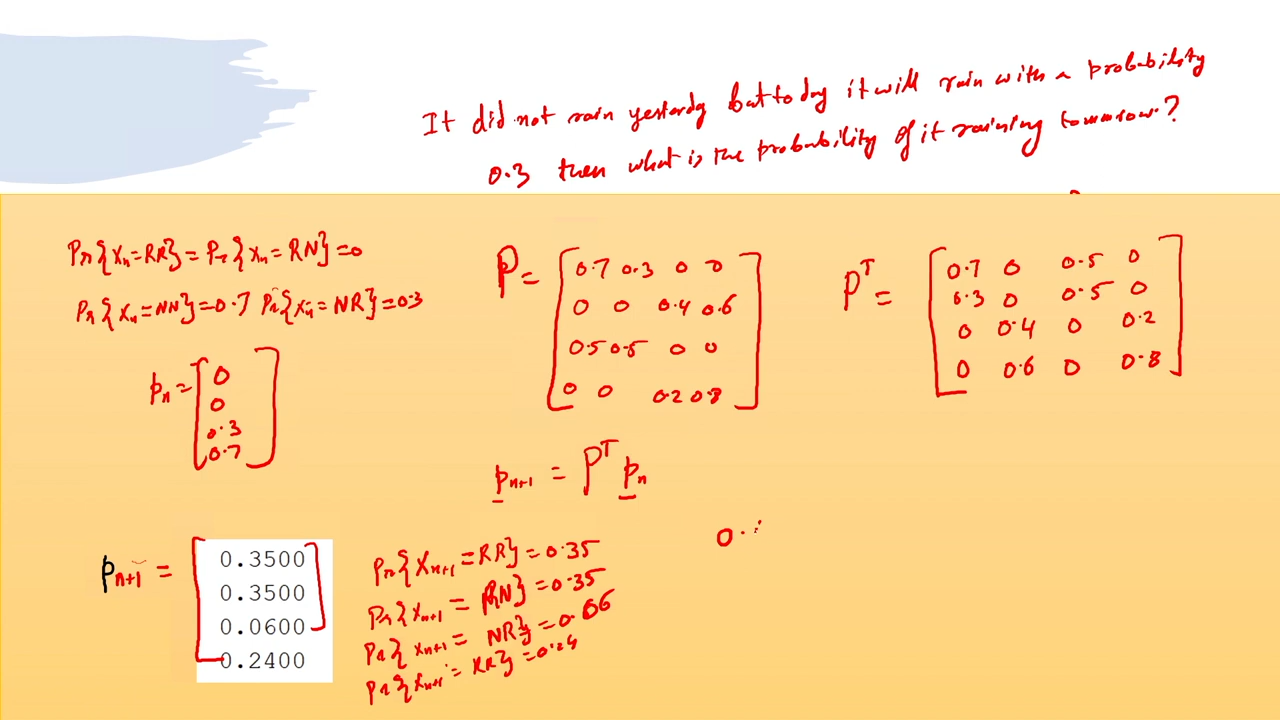 It did not rain yesterday but today it will rain with a probability
0.3 then what is the probability of it raining tomorrow?
Pr{Xn=RR}=Pr{Xn=RN}=0
Pr{Xn=NN}=0.7 Pr{Xn=NR}=0.3
pn=[0
0
0.3
0.7]
P=[0.7 0.3 0 0
0 0 0.4 0.6
0.5 0.5 0 0
0 0 0.2 0.8]
P^T=[0.7 0 0.5 0
0.3 0 0.5 0
0 0.4 0 0.2
0 0.6 0 0.8]
pn+1 = P^T pn
0.
pn+1 = [0.3500
0.3500
0.0600
0.2400]
Pr{Xn+1=RR}=0.35
Pr{Xn+1=RN}=0.35
Pr{Xn+1=NR}=0.06
Pr{Xn+1=RR}=0.24